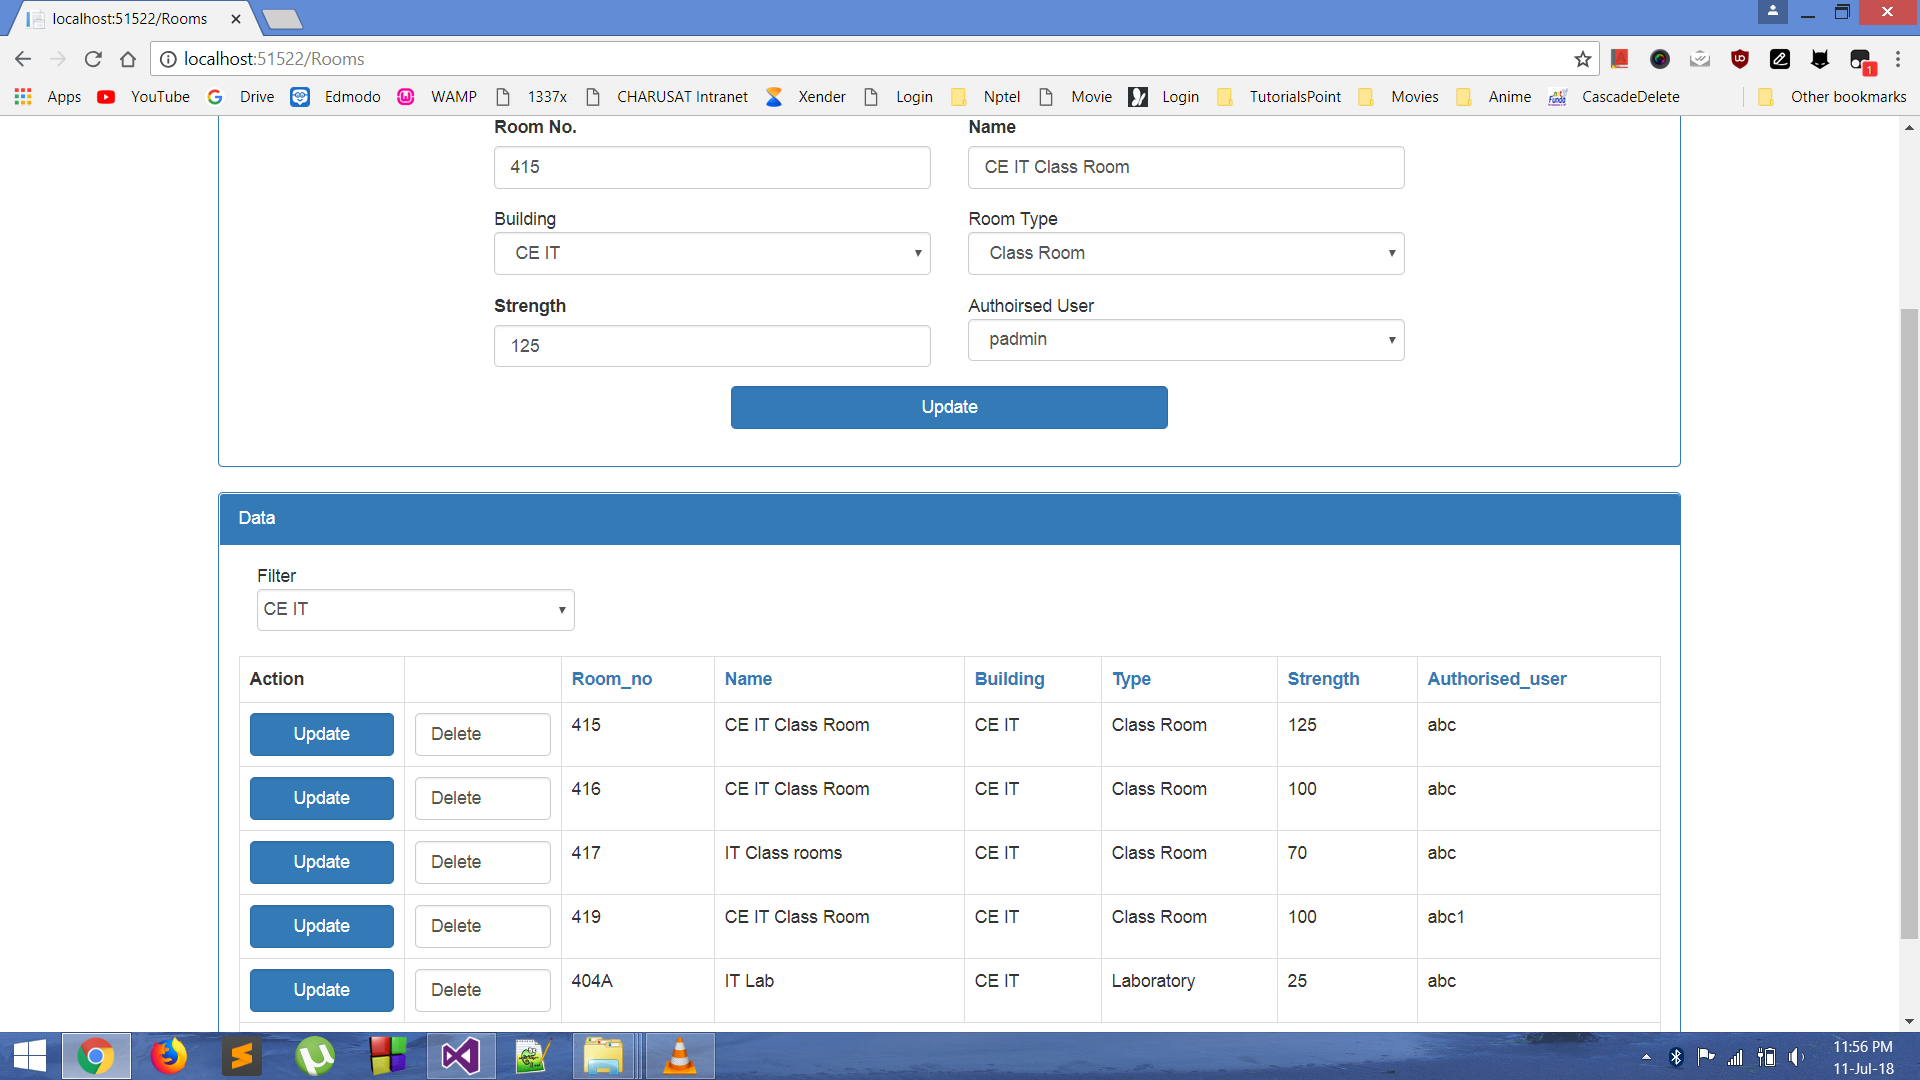 localhost:51522/Rooms
localhost:51522/Rooms
1
Apps YouTube Drive Edmodo WAMP 1337x CHARUSAT Intranet Xender Login Nptel Movie Login TutorialsPoint Movies Anime CascadeDelete Other bookmarks
Room No. Name
415 CE IT Class Room
Building Room Type
CE IT Class Room
Strength Authoirsed User
125 padmin
Update
Data
Filter
CE IT
Action Room_no Name Building Type Strength Authorised_user
Update Delete 415 CE IT Class Room CE IT Class Room 125 abc
Update Delete 416 CE IT Class Room CE IT Class Room 100 abc
Update Delete 417 IT Class rooms CE IT Class Room 70 abc
Update Delete 419 CE IT Class Room CE IT Class Room 100 abc1
Update Delete 404A IT Lab CE IT Laboratory 25 abc
11:56 PM
11-Jul-18